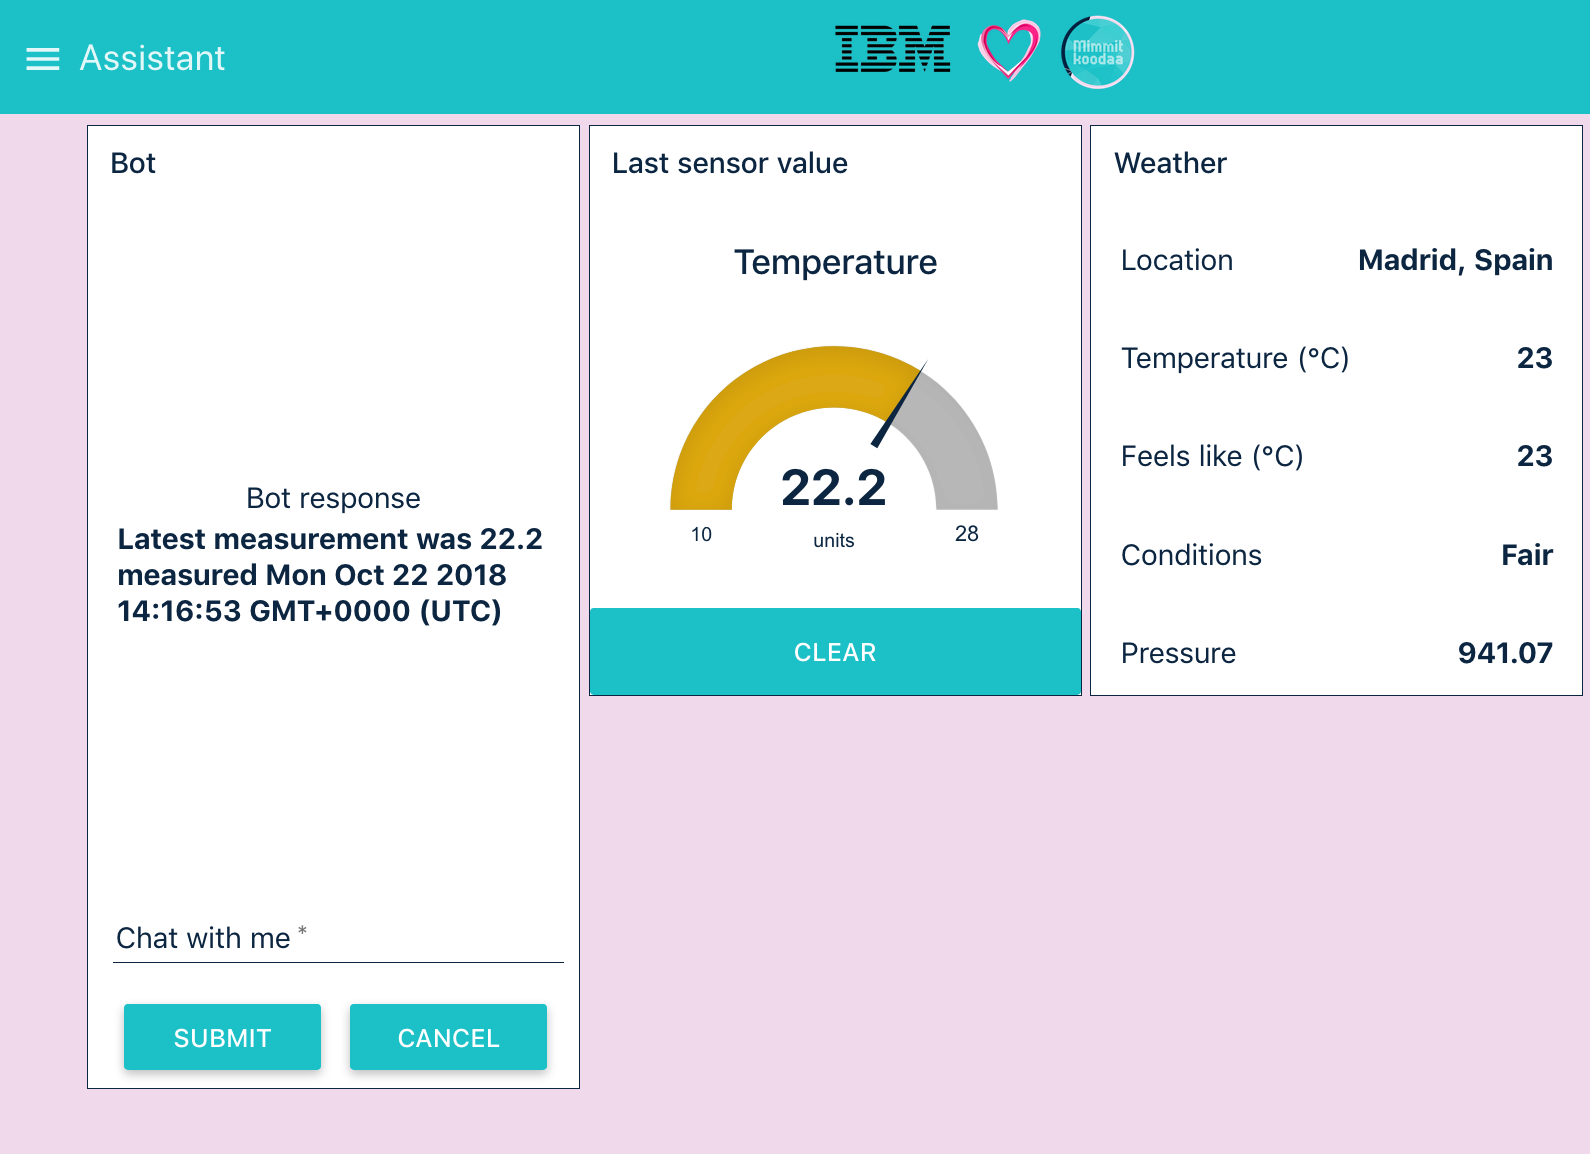 Assistant
IBM
Mimmit
koodaa
Bot
Bot response
Latest measurement was 22.2
measured Mon Oct 22 2018
14:16:53 GMT+0000 (UTC)
Chat with me *
SUBMIT
CANCEL
Last sensor value
Temperature
22.2
10
units
28
CLEAR
Weather
Location Madrid, Spain
Temperature (°C) 23
Feels like (°C) 23
Conditions Fair
Pressure 941.07